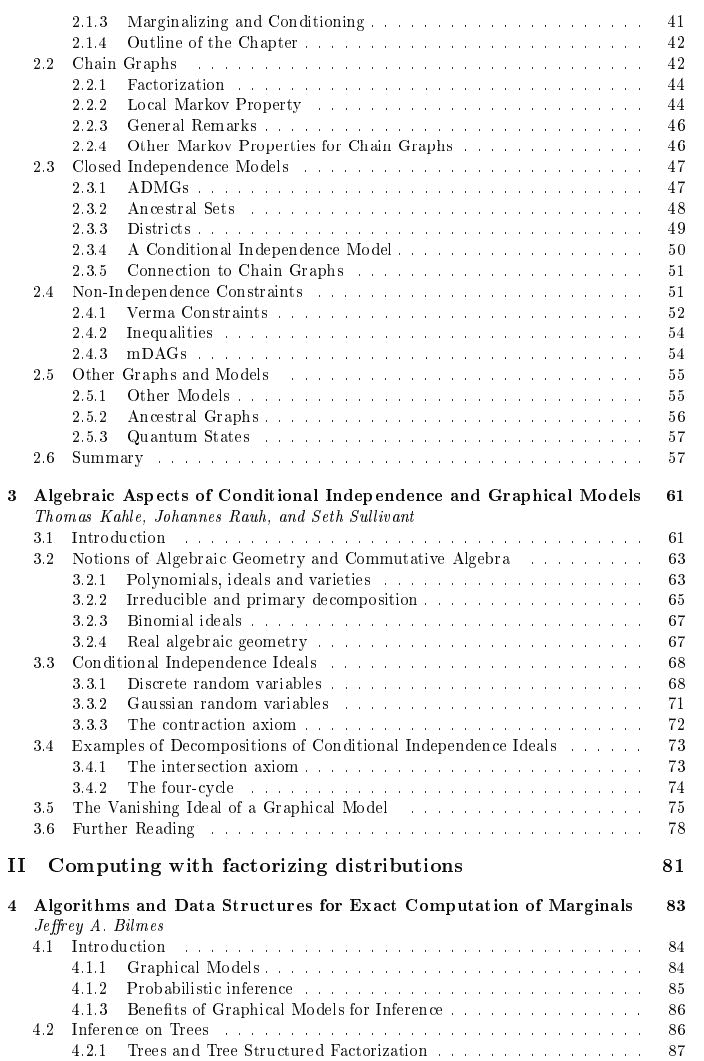 2.1.3 Marginalizing and Conditioning . . . . . . . . . . . . . . . . . . . . . 41
2.1.4 Outline of the Chapter . . . . . . . . . . . . . . . . . . . . . . . . . . 42
2.2 Chain Graphs . . . . . . . . . . . . . . . . . . . . . . . . . . . . . . . . . . 42
2.2.1 Factorization . . . . . . . . . . . . . . . . . . . . . . . . . . . . . . . 44
2.2.2 Local Markov Property . . . . . . . . . . . . . . . . . . . . . . . . . 44
2.2.3 General Remarks . . . . . . . . . . . . . . . . . . . . . . . . . . . . . 46
2.2.4 Other Markov Properties for Chain Graphs . . . . . . . . . . . . . . 46
2.3 Closed Independence Models . . . . . . . . . . . . . . . . . . . . . . . . . . 47
2.3.1 ADMGs . . . . . . . . . . . . . . . . . . . . . . . . . . . . . . . . . . 47
2.3.2 Ancestral Sets . . . . . . . . . . . . . . . . . . . . . . . . . . . . . . 48
2.3.3 Districts . . . . . . . . . . . . . . . . . . . . . . . . . . . . . . . . . . 49
2.3.4 A Conditional Independence Model . . . . . . . . . . . . . . . . . . . 50
2.3.5 Connection to Chain Graphs . . . . . . . . . . . . . . . . . . . . . . 51
2.4 Non-Independence Constraints . . . . . . . . . . . . . . . . . . . . . . . . . 51
2.4.1 Verma Constraints . . . . . . . . . . . . . . . . . . . . . . . . . . . . 52
2.4.2 Inequalities . . . . . . . . . . . . . . . . . . . . . . . . . . . . . . . . 54
2.4.3 mDAGs . . . . . . . . . . . . . . . . . . . . . . . . . . . . . . . . . . 54
2.5 Other Graphs and Models . . . . . . . . . . . . . . . . . . . . . . . . . . . 55
2.5.1 Other Models . . . . . . . . . . . . . . . . . . . . . . . . . . . . . . . 55
2.5.2 Ancestral Graphs . . . . . . . . . . . . . . . . . . . . . . . . . . . . . 56
2.5.3 Quantum States . . . . . . . . . . . . . . . . . . . . . . . . . . . . . 57
2.6 Summary . . . . . . . . . . . . . . . . . . . . . . . . . . . . . . . . . . . . . 57
3 Algebraic Aspects of Conditional Independence and Graphical Models 61
Thomas Kahle, Johannes Rauh, and Seth Sullivant
3.1 Introduction . . . . . . . . . . . . . . . . . . . . . . . . . . . . . . . . . . . 61
3.2 Notions of Algebraic Geometry and Commutative Algebra . . . . . . . . . 63
3.2.1 Polynomials, ideals and varieties . . . . . . . . . . . . . . . . . . . . 63
3.2.2 Irreducible and primary decomposition . . . . . . . . . . . . . . . . . 65
3.2.3 Binomial ideals . . . . . . . . . . . . . . . . . . . . . . . . . . . . . . 67
3.2.4 Real algebraic geometry . . . . . . . . . . . . . . . . . . . . . . . . . 67
3.3 Conditional Independence Ideals . . . . . . . . . . . . . . . . . . . . . . . . 68
3.3.1 Discrete random variables . . . . . . . . . . . . . . . . . . . . . . . . 68
3.3.2 Gaussian random variables . . . . . . . . . . . . . . . . . . . . . . . 71
3.3.3 The contraction axiom . . . . . . . . . . . . . . . . . . . . . . . . . . 72
3.4 Examples of Decompositions of Conditional Independence Ideals . . . . . . 73
3.4.1 The intersection axiom . . . . . . . . . . . . . . . . . . . . . . . . . . 73
3.4.2 The four-cycle . . . . . . . . . . . . . . . . . . . . . . . . . . . . . . 74
3.5 The Vanishing Ideal of a Graphical Model . . . . . . . . . . . . . . . . . . 75
3.6 Further Reading . . . . . . . . . . . . . . . . . . . . . . . . . . . . . . . . . 78
II Computing with factorizing distributions 81
4 Algorithms and Data Structures for Exact Computation of Marginals 83
Jeffrey A. Bilmes
4.1 Introduction . . . . . . . . . . . . . . . . . . . . . . . . . . . . . . . . . . . 84
4.1.1 Graphical Models . . . . . . . . . . . . . . . . . . . . . . . . . . . . . 84
4.1.2 Probabilistic inference . . . . . . . . . . . . . . . . . . . . . . . . . . 85
4.1.3 Benefits of Graphical Models for Inference . . . . . . . . . . . . . . . 86
4.2 Inference on Trees . . . . . . . . . . . . . . . . . . . . . . . . . . . . . . . . 86
4.2.1 Trees and Tree Structured Factorization . . . . . . . . . . . . . . . . 87